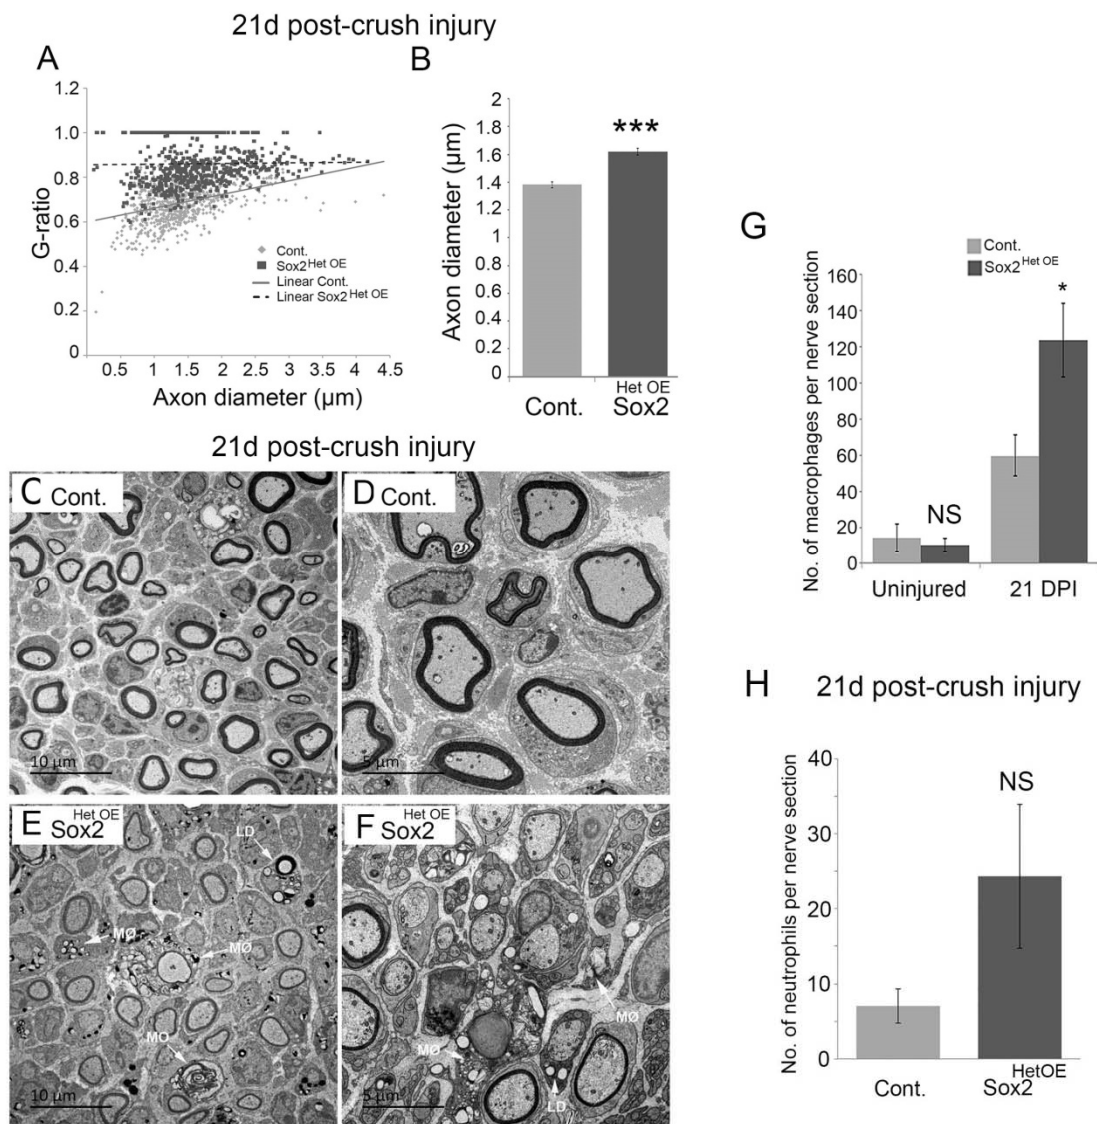 21d post-crush injury
A
1.2
1.0
0.8
0.6
0.4
0.2
0
G-ratio
0.5 1 1.5 2 2.5 3 3.5 4 4.5
Axon diameter (µm)
Cont.
Sox2Het OE
Linear Cont.
Linear Sox2Het OE
B
2
1.8
1.6
1.4
1.2
1
0.8
0.6
0.4
0.2
0
Axon diameter (µm)
***
Het OE
Cont. Sox2
21d post-crush injury
C Cont.
10 µm
D Cont.
5 µm
Het OE
E Sox2
LD
MØ
MØ
MO
10 µm
Het OE
F Sox2
MØ
MØ
LD
5 µm
G
Cont.
Sox2Het OE
160
140
120
100
80
60
40
20
0
No. of macrophages per nerve section
NS
*
Uninjured 21 DPI
H 21d post-crush injury
40
30
20
10
0
No. of neutrophils per nerve section
NS
HetOE
Cont. Sox2